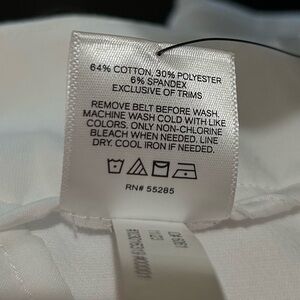 64% COTTON, 30% POLYESTER
6% SPANDEX
EXCLUSIVE OF TRIMS
REMOVE BELT BEFORE WASH.
MACHINE WASH COLD WITH LIKE
COLORS. ONLY NON-CHLORINE
BLEACH WHEN NEEDED. LINE
DRY. COOL IRON IF NEEDED.
RN# 55285